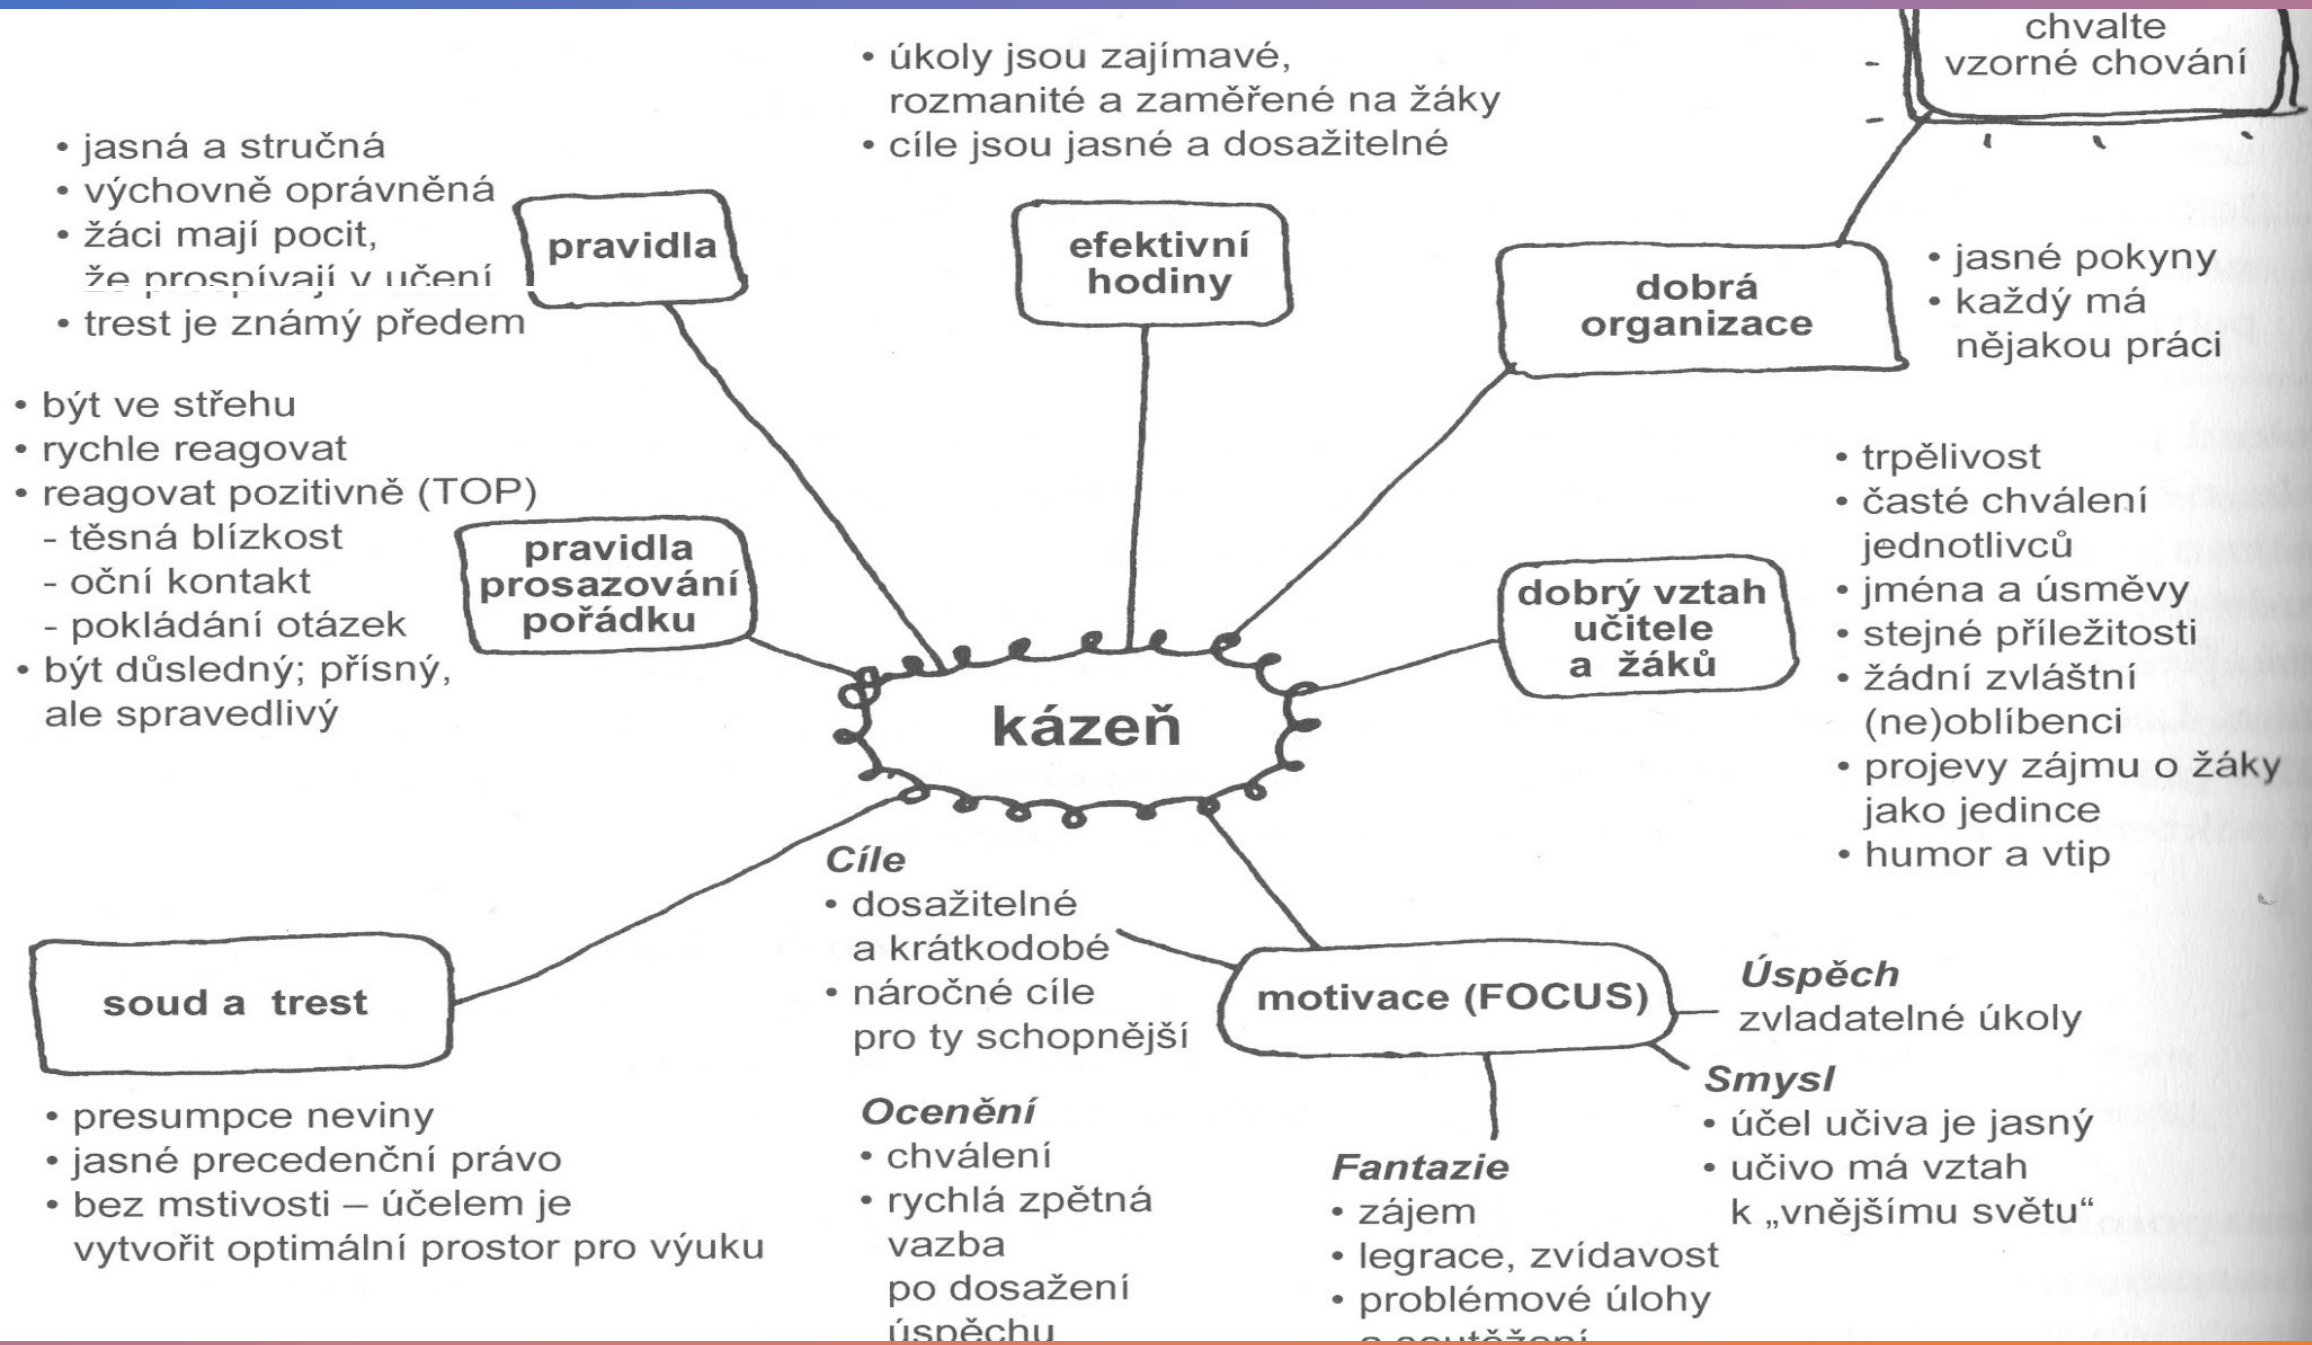 chvalte
vzorné chování
• úkoly jsou zajímavé,
rozmanité a zaměřené na žáky
• cíle jsou jasné a dosažitelné
• jasná a stručná
• výchovně oprávněná
• žáci mají pocit,
že prospívají v učení
• trest je známý předem
pravidla
efektivní
hodiny
dobrá
organizace
• jasné pokyny
• každý má
nějakou práci
• být ve střehu
• rychle reagovat
• reagovat pozitivně (TOP)
- těsná blízkost
- oční kontakt
- pokládání otázek
• být důsledný; přísný,
ale spravedlivý
pravidla
prosazování
pořádku
dobrý vztah
učitele
a žáků
• trpělivost
• časté chválení
jednotlivců
• jména a úsměvy
• stejné příležitosti
• žádní zvláštní
(ne)oblíbenci
• projevy zájmu o žáky
jako jedince
• humor a vtip
kázeň
soud a trest
• presumpce neviny
• jasné precedenční právo
• bez mstivosti – účelem je
vytvořit optimální prostor pro výuku
Cíle
• dosažitelné
a krátkodobé
• náročné cíle
pro ty schopnější
motivace (FOCUS)
Úspěch
zvladatelné úkoly
Smysl
• účel učiva je jasný
• učivo má vztah
k „vnějšímu světu“
Ocenění
• chválení
• rychlá zpětná
vazba
po dosažení
úspěchu
Fantazie
• zájem
• legrace, zvídavost
• problémové úlohy
a soutěžení